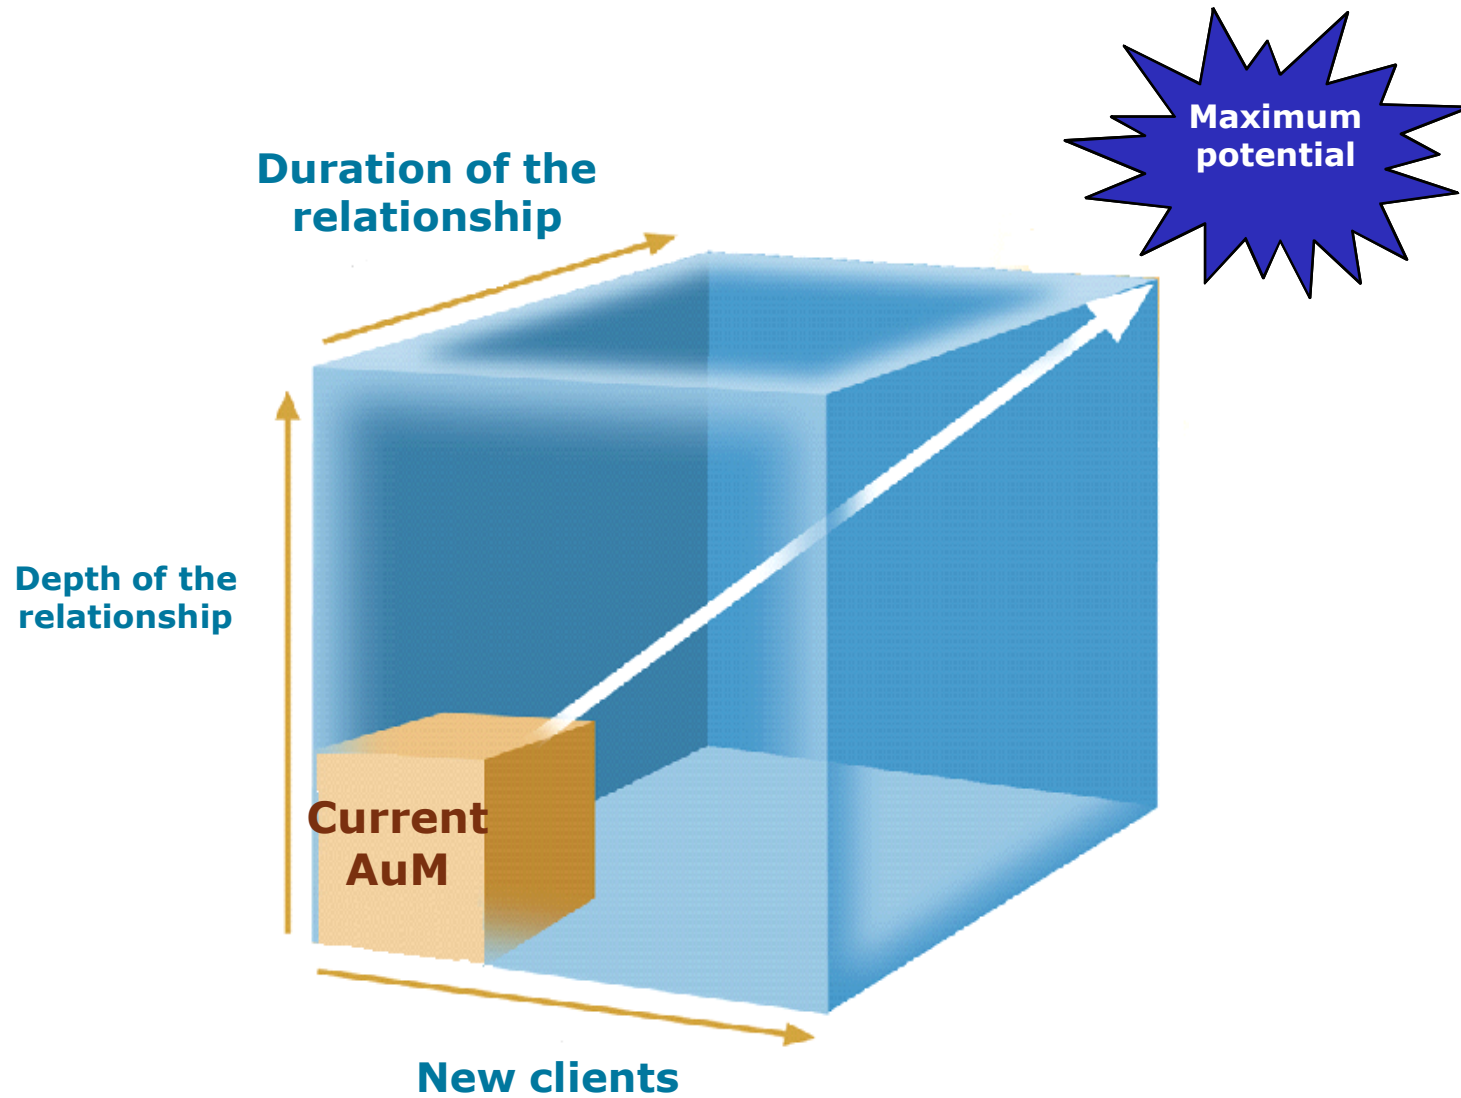 Maximum
potential
Duration of the
relationship
Depth of the
relationship
Current
AuM
New clients